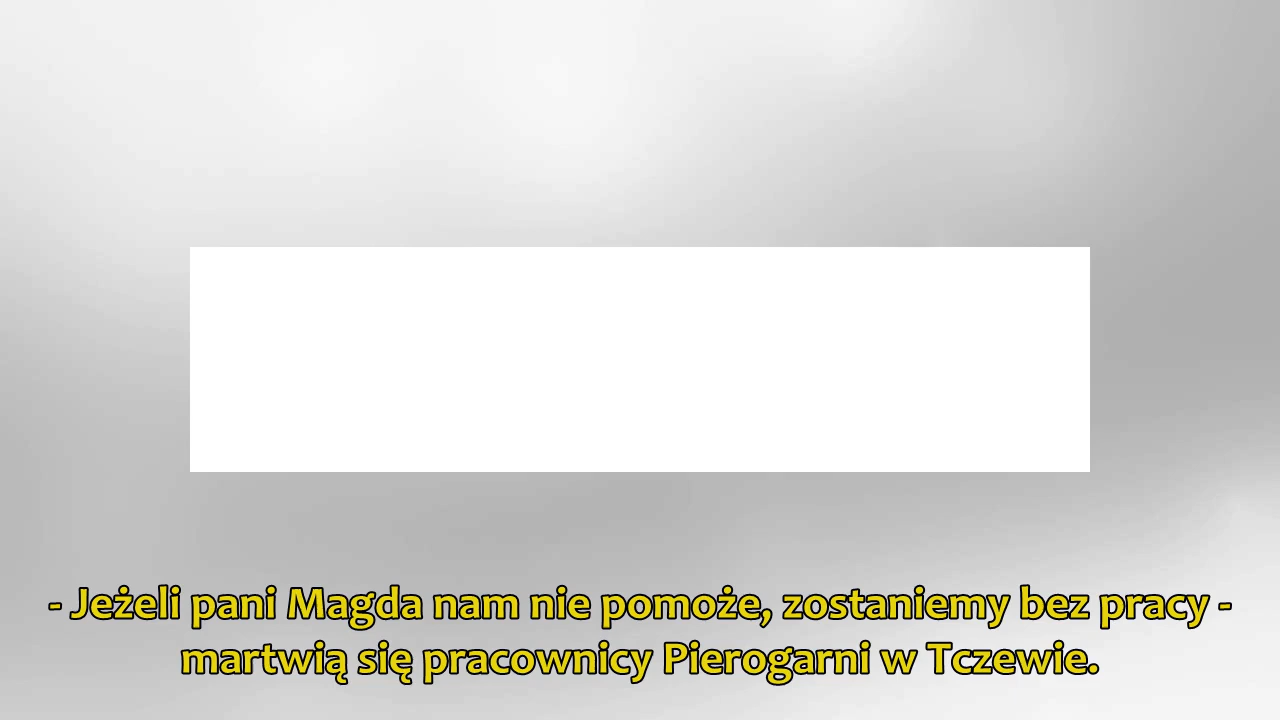 - Jeżeli pani Magda nam nie pomoże, zostaniemy bez pracy -
martwią się pracownicy Pierogarni w Tczewie.